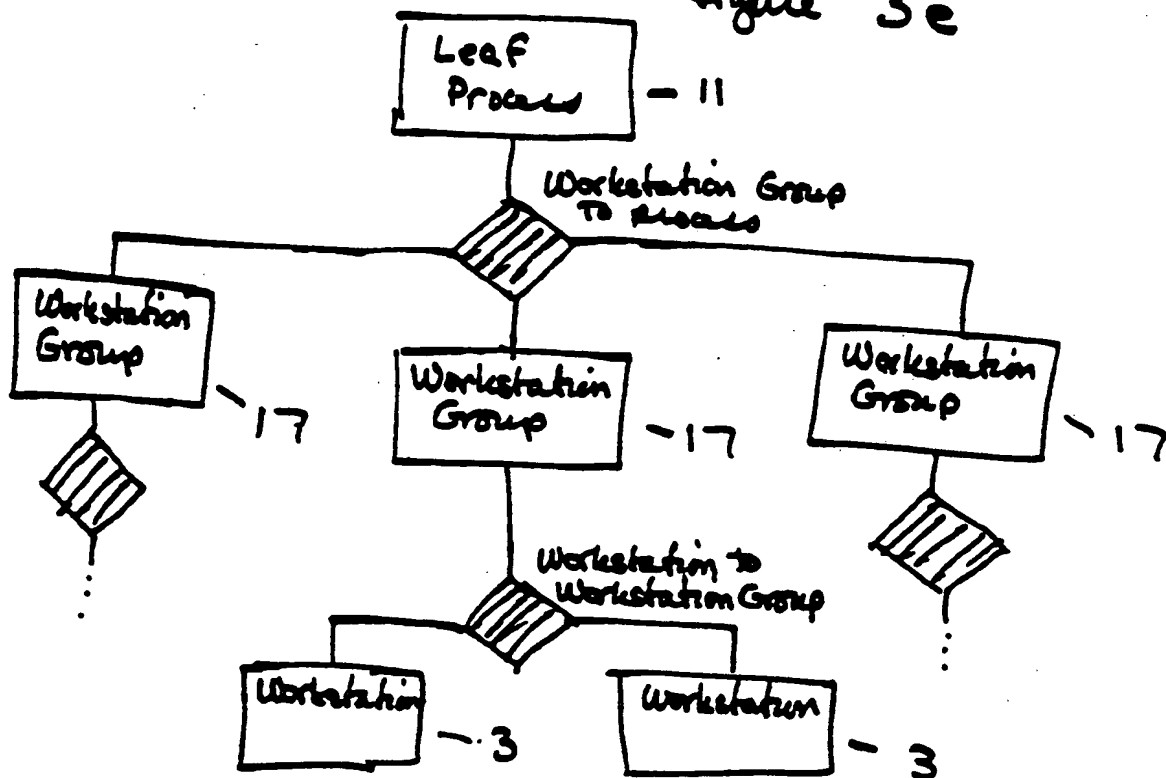 Figure 3e
Leaf
Process
11
Workstation Group
To Process
Workstation
Group
17
Workstation
Group
17
Workstation
Group
17
Workstation to
Workstation Group
Workstation
3
Workstation
3